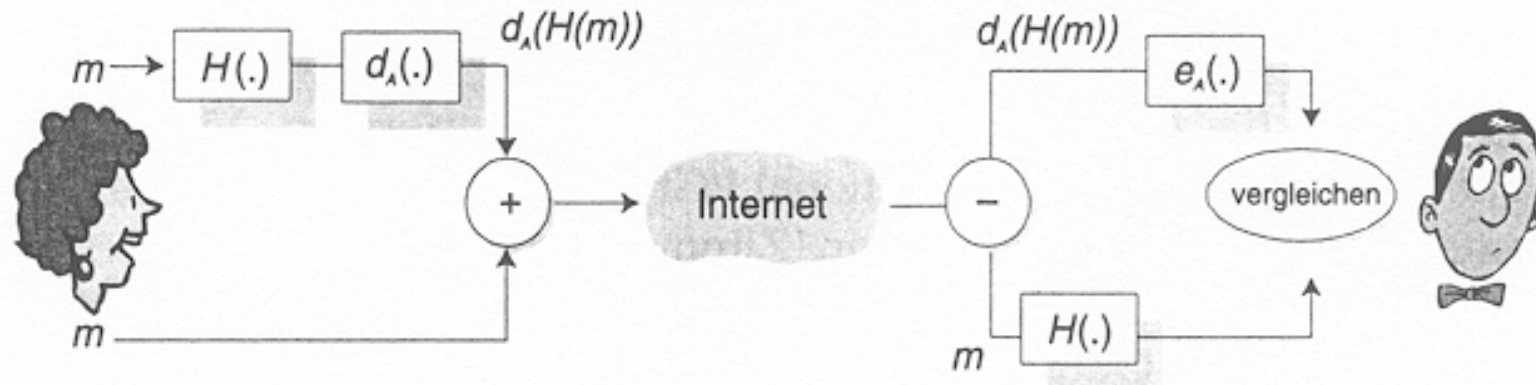 m
H(.)
d_A(.)
d_A(H(m))
+
m
Internet
d_A(H(m))
e_A(.)
−
vergleichen
m
H(.)